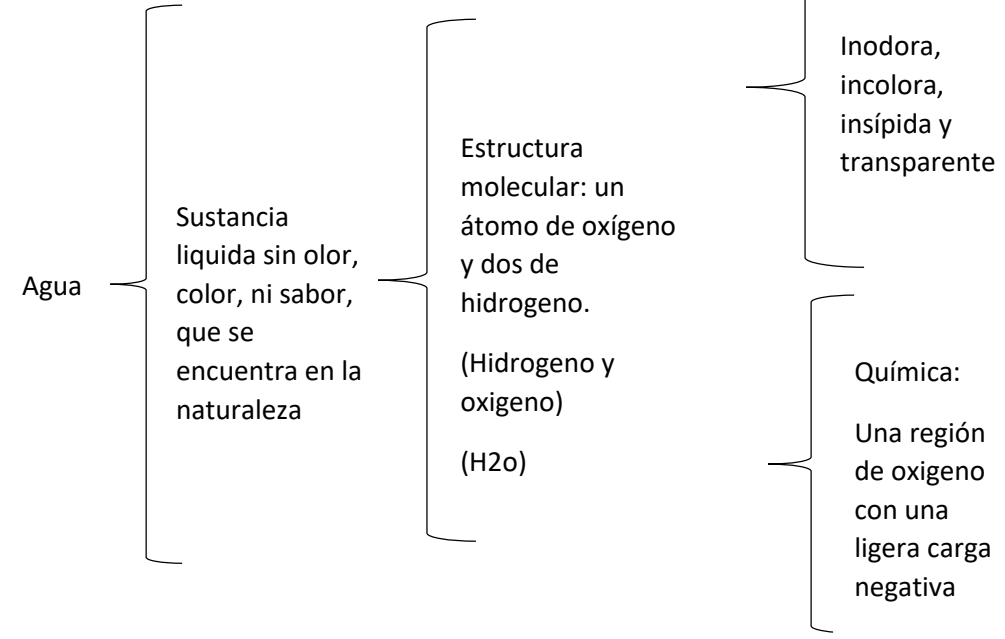 Agua
Sustancia
liquida sin olor,
color, ni sabor,
que se
encuentra en la
naturaleza
Estructura
molecular: un
átomo de oxígeno
y dos de
hidrogeno.
(Hidrogeno y
oxigeno)
(H2o)
Inodora,
incolora,
insípida y
transparente
Química:
Una región
de oxigeno
con una
ligera carga
negativa